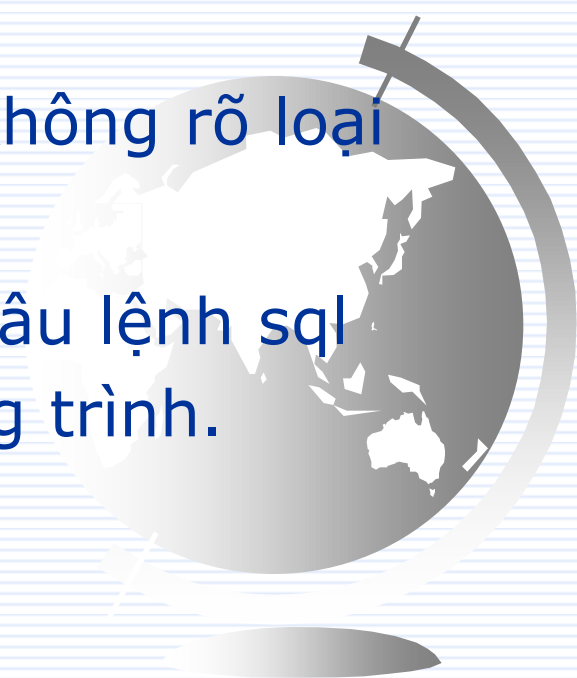 hông rõ loại
âu lệnh sql
g trình.